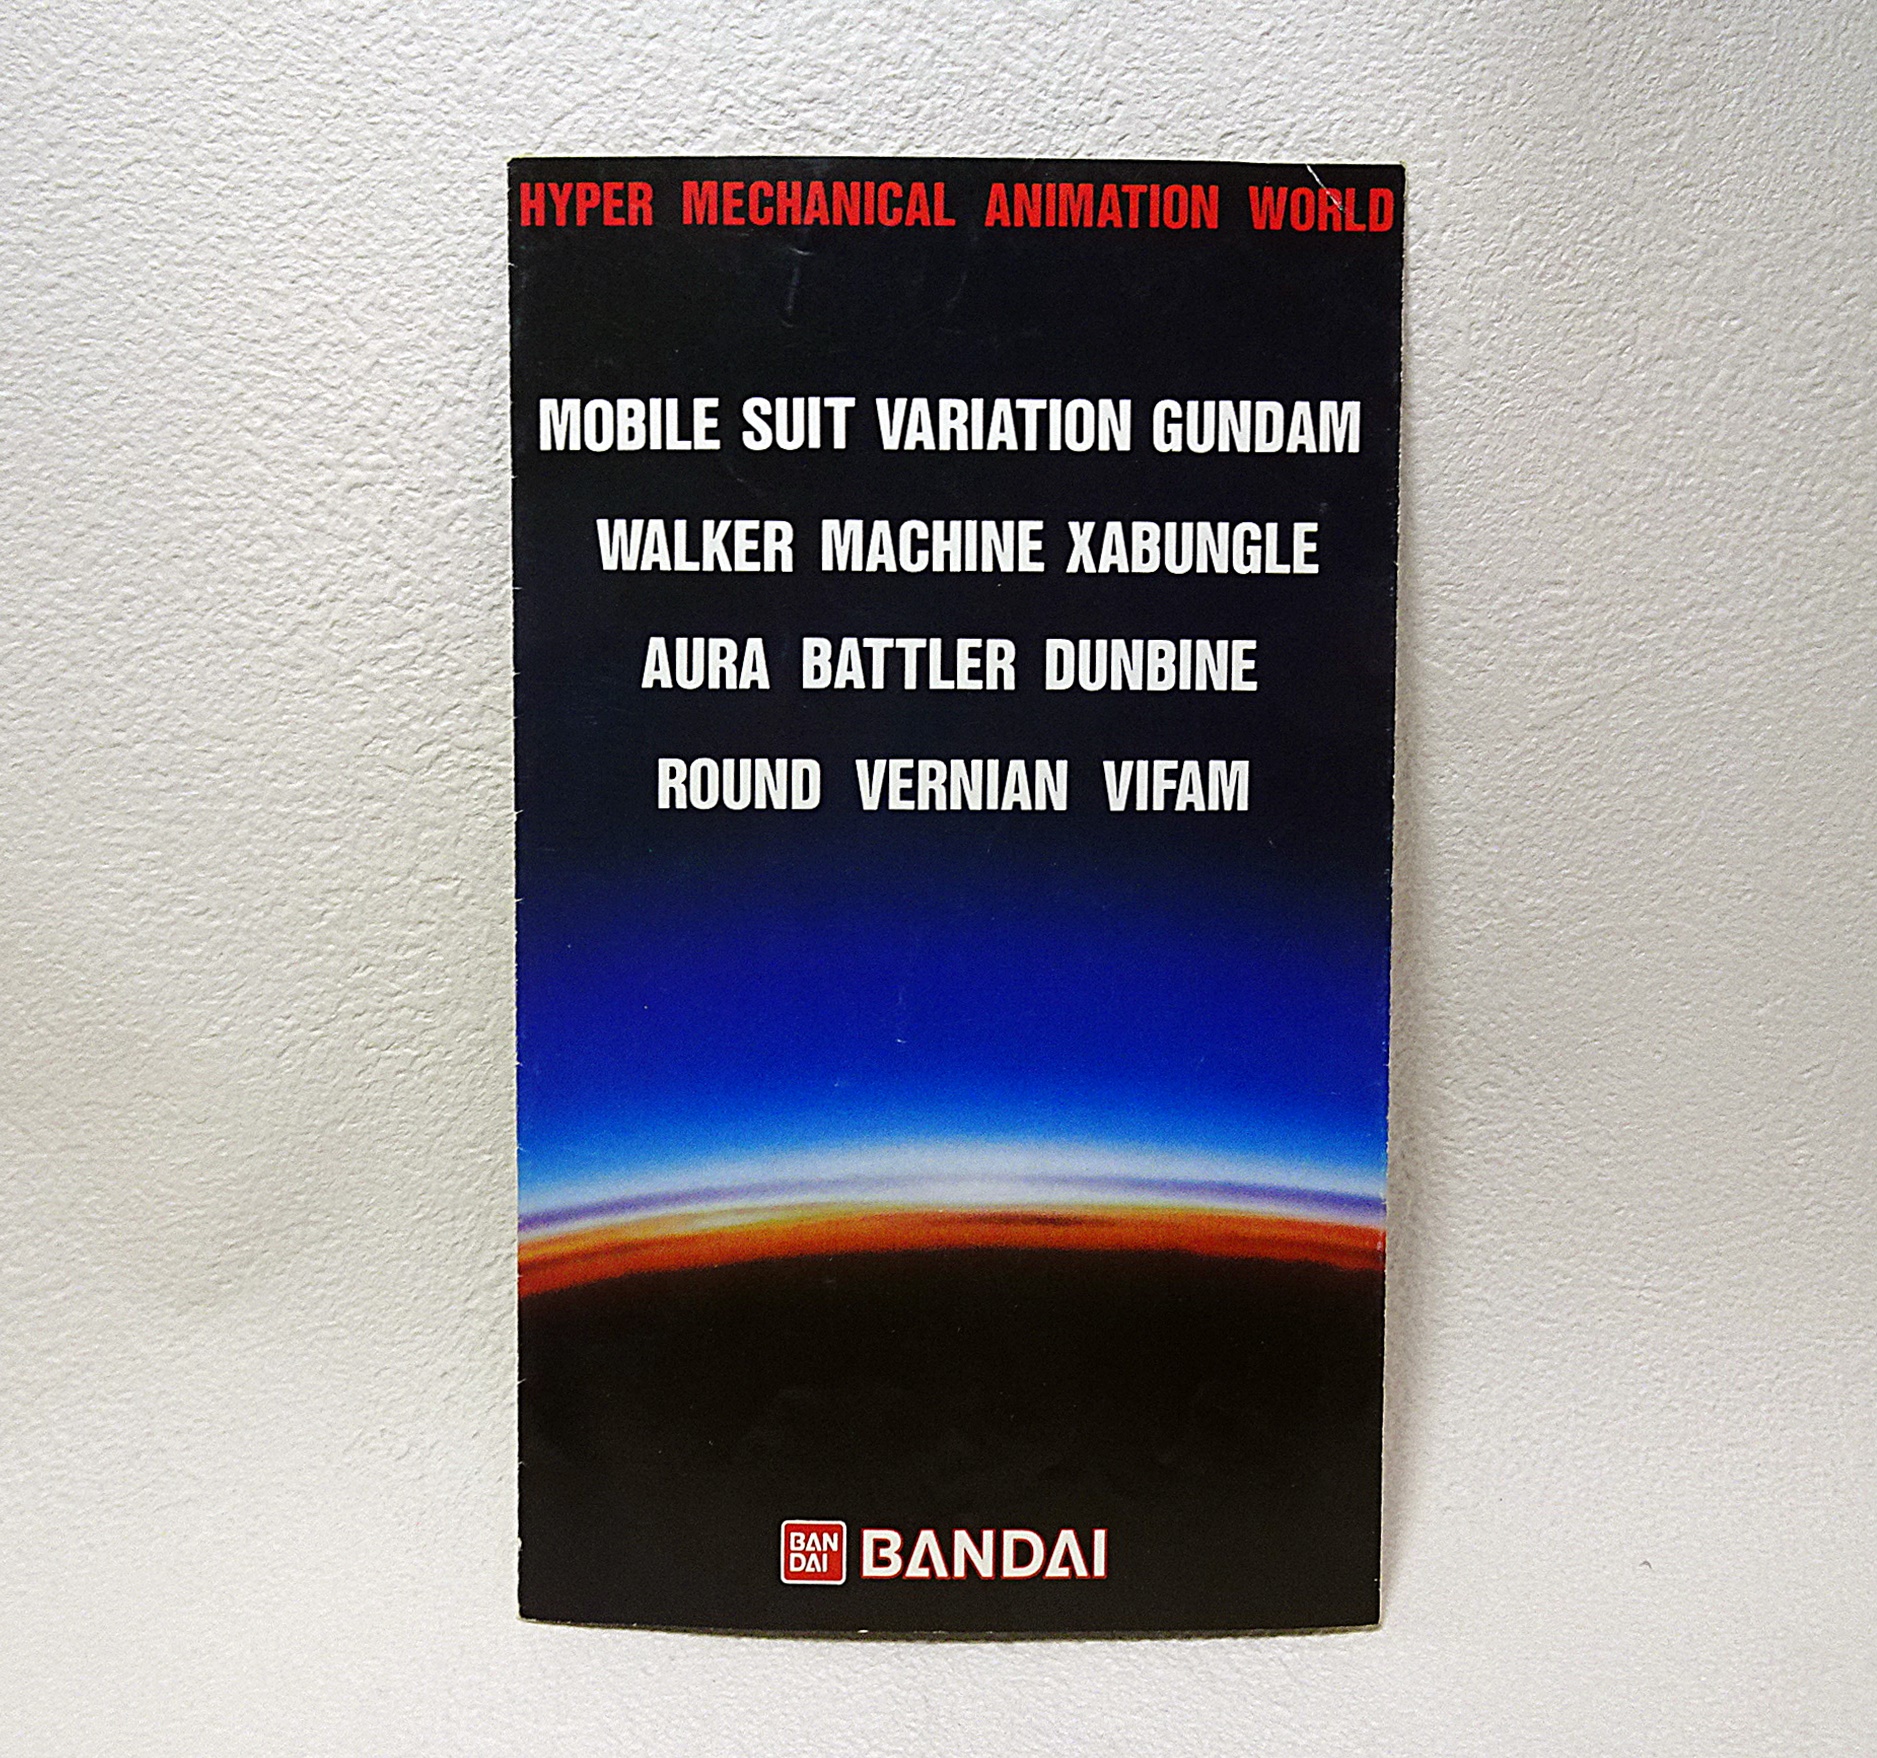 HYPER MECHANICAL ANIMATION WORLD
MOBILE SUIT VARIATION GUNDAM
WALKER MACHINE XABUNGLE
AURA BATTLER DUNBINE
ROUND VERNIAN VIFAM
BAN
DAI
BANDAI